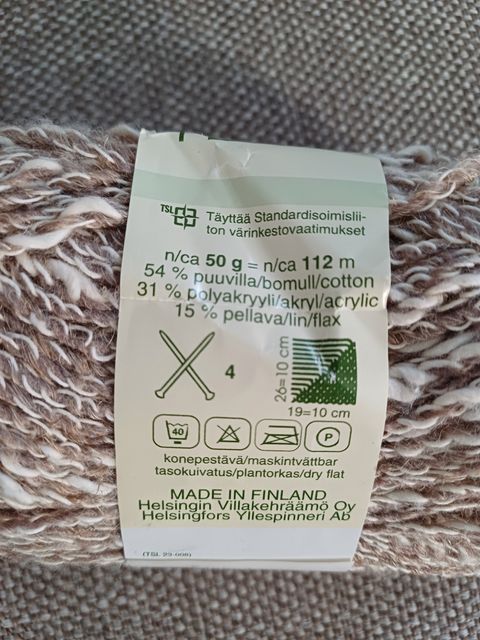 TSL
Täyttää Standardisoimislii-
ton värinkestovaatimukset
n/ca 50 g = n/ca 112 m
54 % puuvilla/bomull/cotton
31 % polyakryyli/akryl/acrylic
15 % pellava/lin/flax
4
26=10 cm
19=10 cm
40
P
konepestävä/maskintvättbar
tasokuivatus/plantorkas/dry flat
MADE IN FINLAND
Helsingin Villakehräämö Oy
Helsingfors Yllespinneri Ab